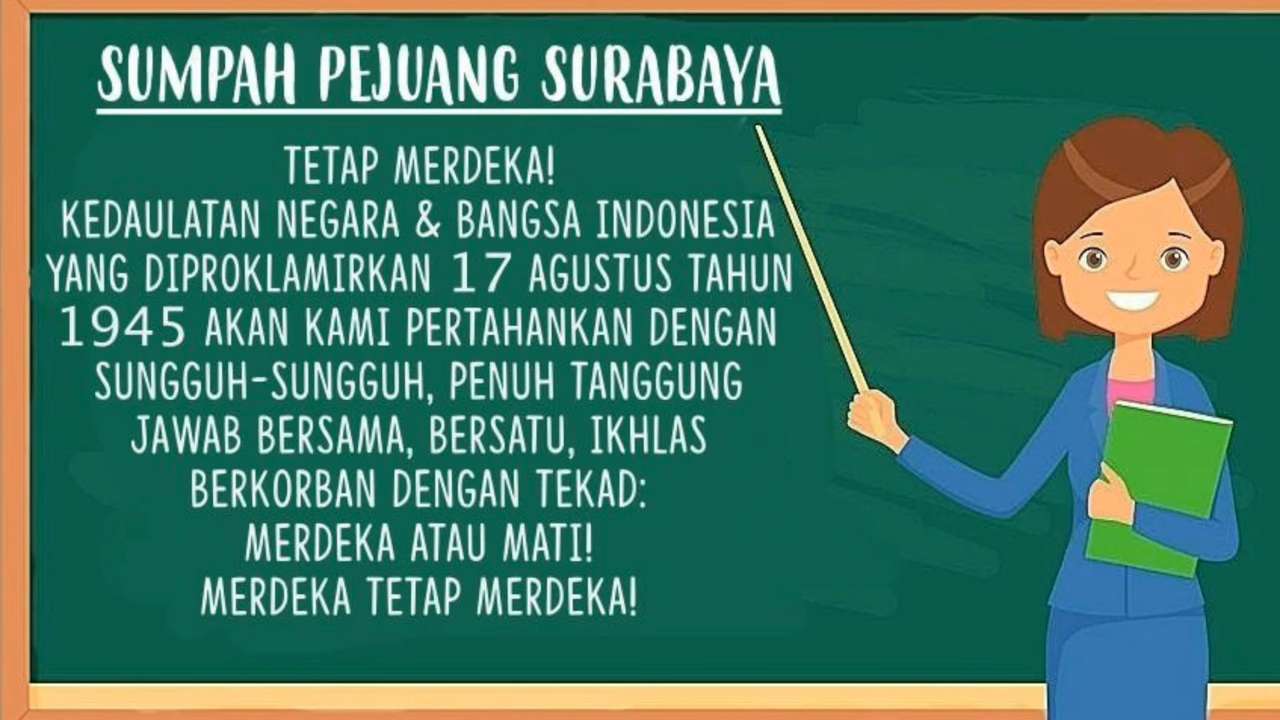 SUMPAH PEJUANG SURABAYA
TETAP MERDEKA!
KEDAULATAN NEGARA & BANGSA INDONESIA
YANG DIPROKLAMIRKAN 17 AGUSTUS TAHUN
1945 AKAN KAMI PERTAHANKAN DENGAN
SUNGGUH-SUNGGUH, PENUH TANGGUNG
JAWAB BERSAMA, BERSATU, IKHLAS
BERKORBAN DENGAN TEKAD:
MERDEKA ATAU MATI!
MERDEKA TETAP MERDEKA!